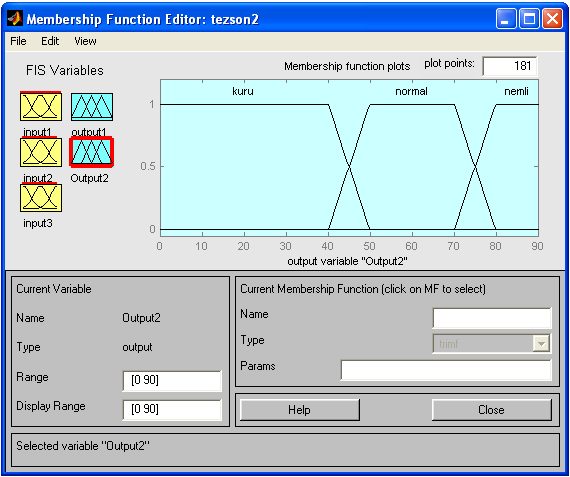 Membership Function Editor: tezson2
File Edit View
FIS Variables
Membership function plots plot points: 181
input1 output1
input2 Output2
input3
kuru normal nemli
1
0.5
0
0 10 20 30 40 50 60 70 80 90
output variable "Output2"
Current Variable
Name Output2
Type output
Range [0 90]
Display Range [0 90]
Current Membership Function (click on MF to select)
Name
Type trimf
Params
Help Close
Selected variable "Output2"